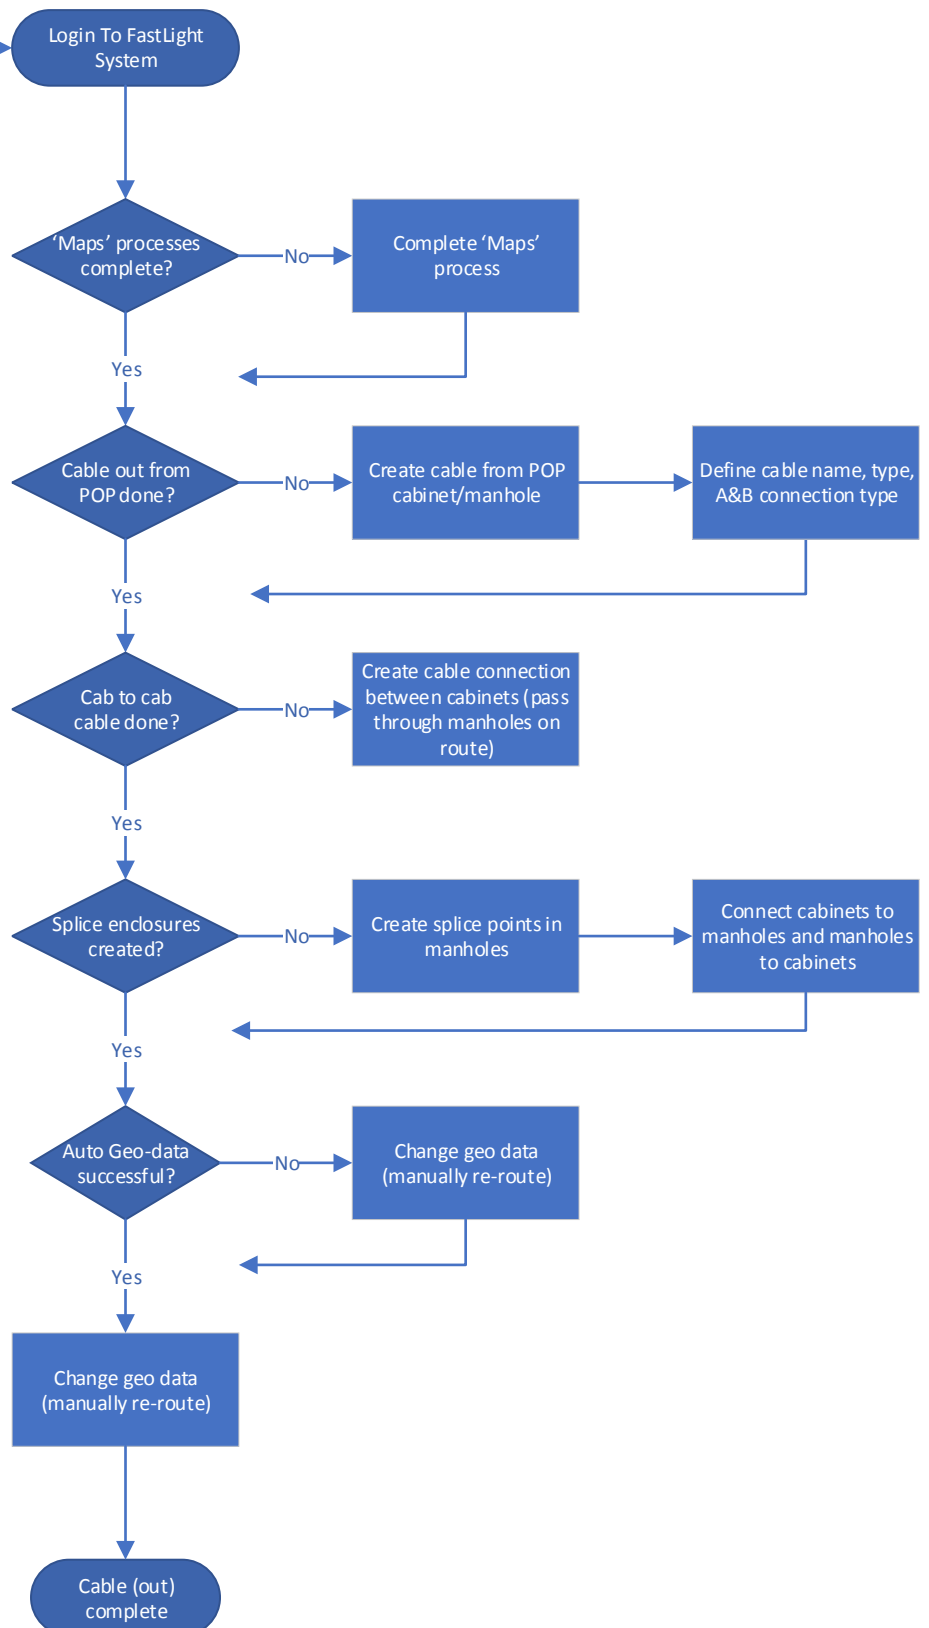 Login To FastLight
System
‘Maps’ processes
complete?
No
Complete ‘Maps’
process
Yes
Cable out from
POP done?
No
Create cable from POP
cabinet/manhole
Define cable name, type,
A&B connection type
Yes
Cab to cab
cable done?
No
Create cable connection
between cabinets (pass
through manholes on
route)
Yes
Splice enclosures
created?
No
Create splice points in
manholes
Connect cabinets to
manholes and manholes
to cabinets
Yes
Auto Geo-data
successful?
No
Change geo data
(manually re-route)
Yes
Change geo data
(manually re-route)
Cable (out)
complete